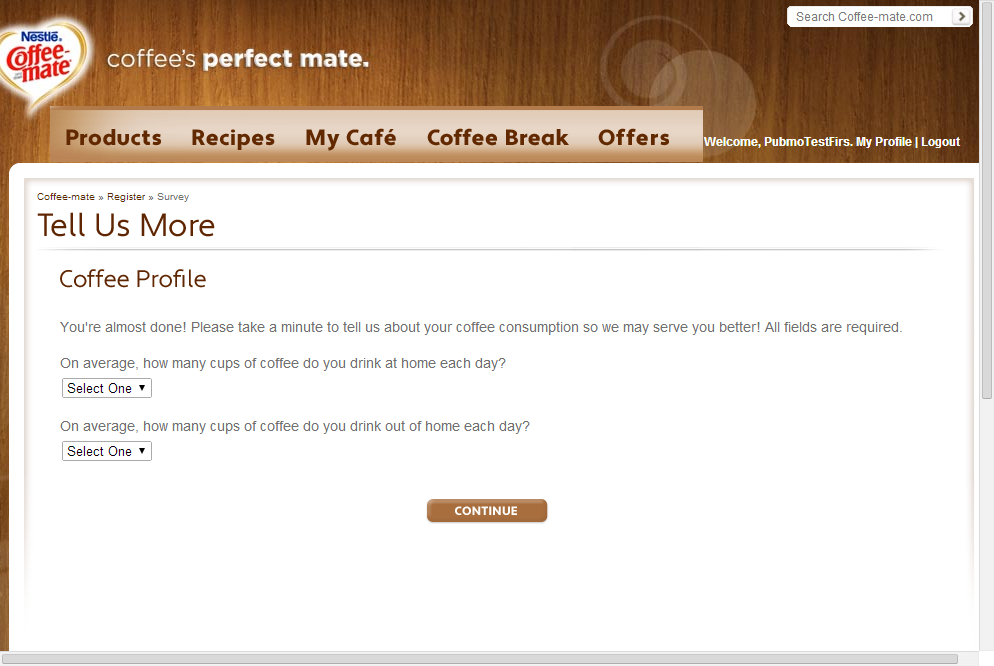 Search Coffee-mate.com
Nestlé®
Coffee-
mate
coffee's perfect mate.
Products Recipes My Café Coffee Break Offers
Welcome, PubmoTestFirs. My Profile | Logout
Coffee-mate » Register » Survey
Tell Us More
Coffee Profile
You're almost done! Please take a minute to tell us about your coffee consumption so we may serve you better! All fields are required.
On average, how many cups of coffee do you drink at home each day?
Select One
On average, how many cups of coffee do you drink out of home each day?
Select One
CONTINUE